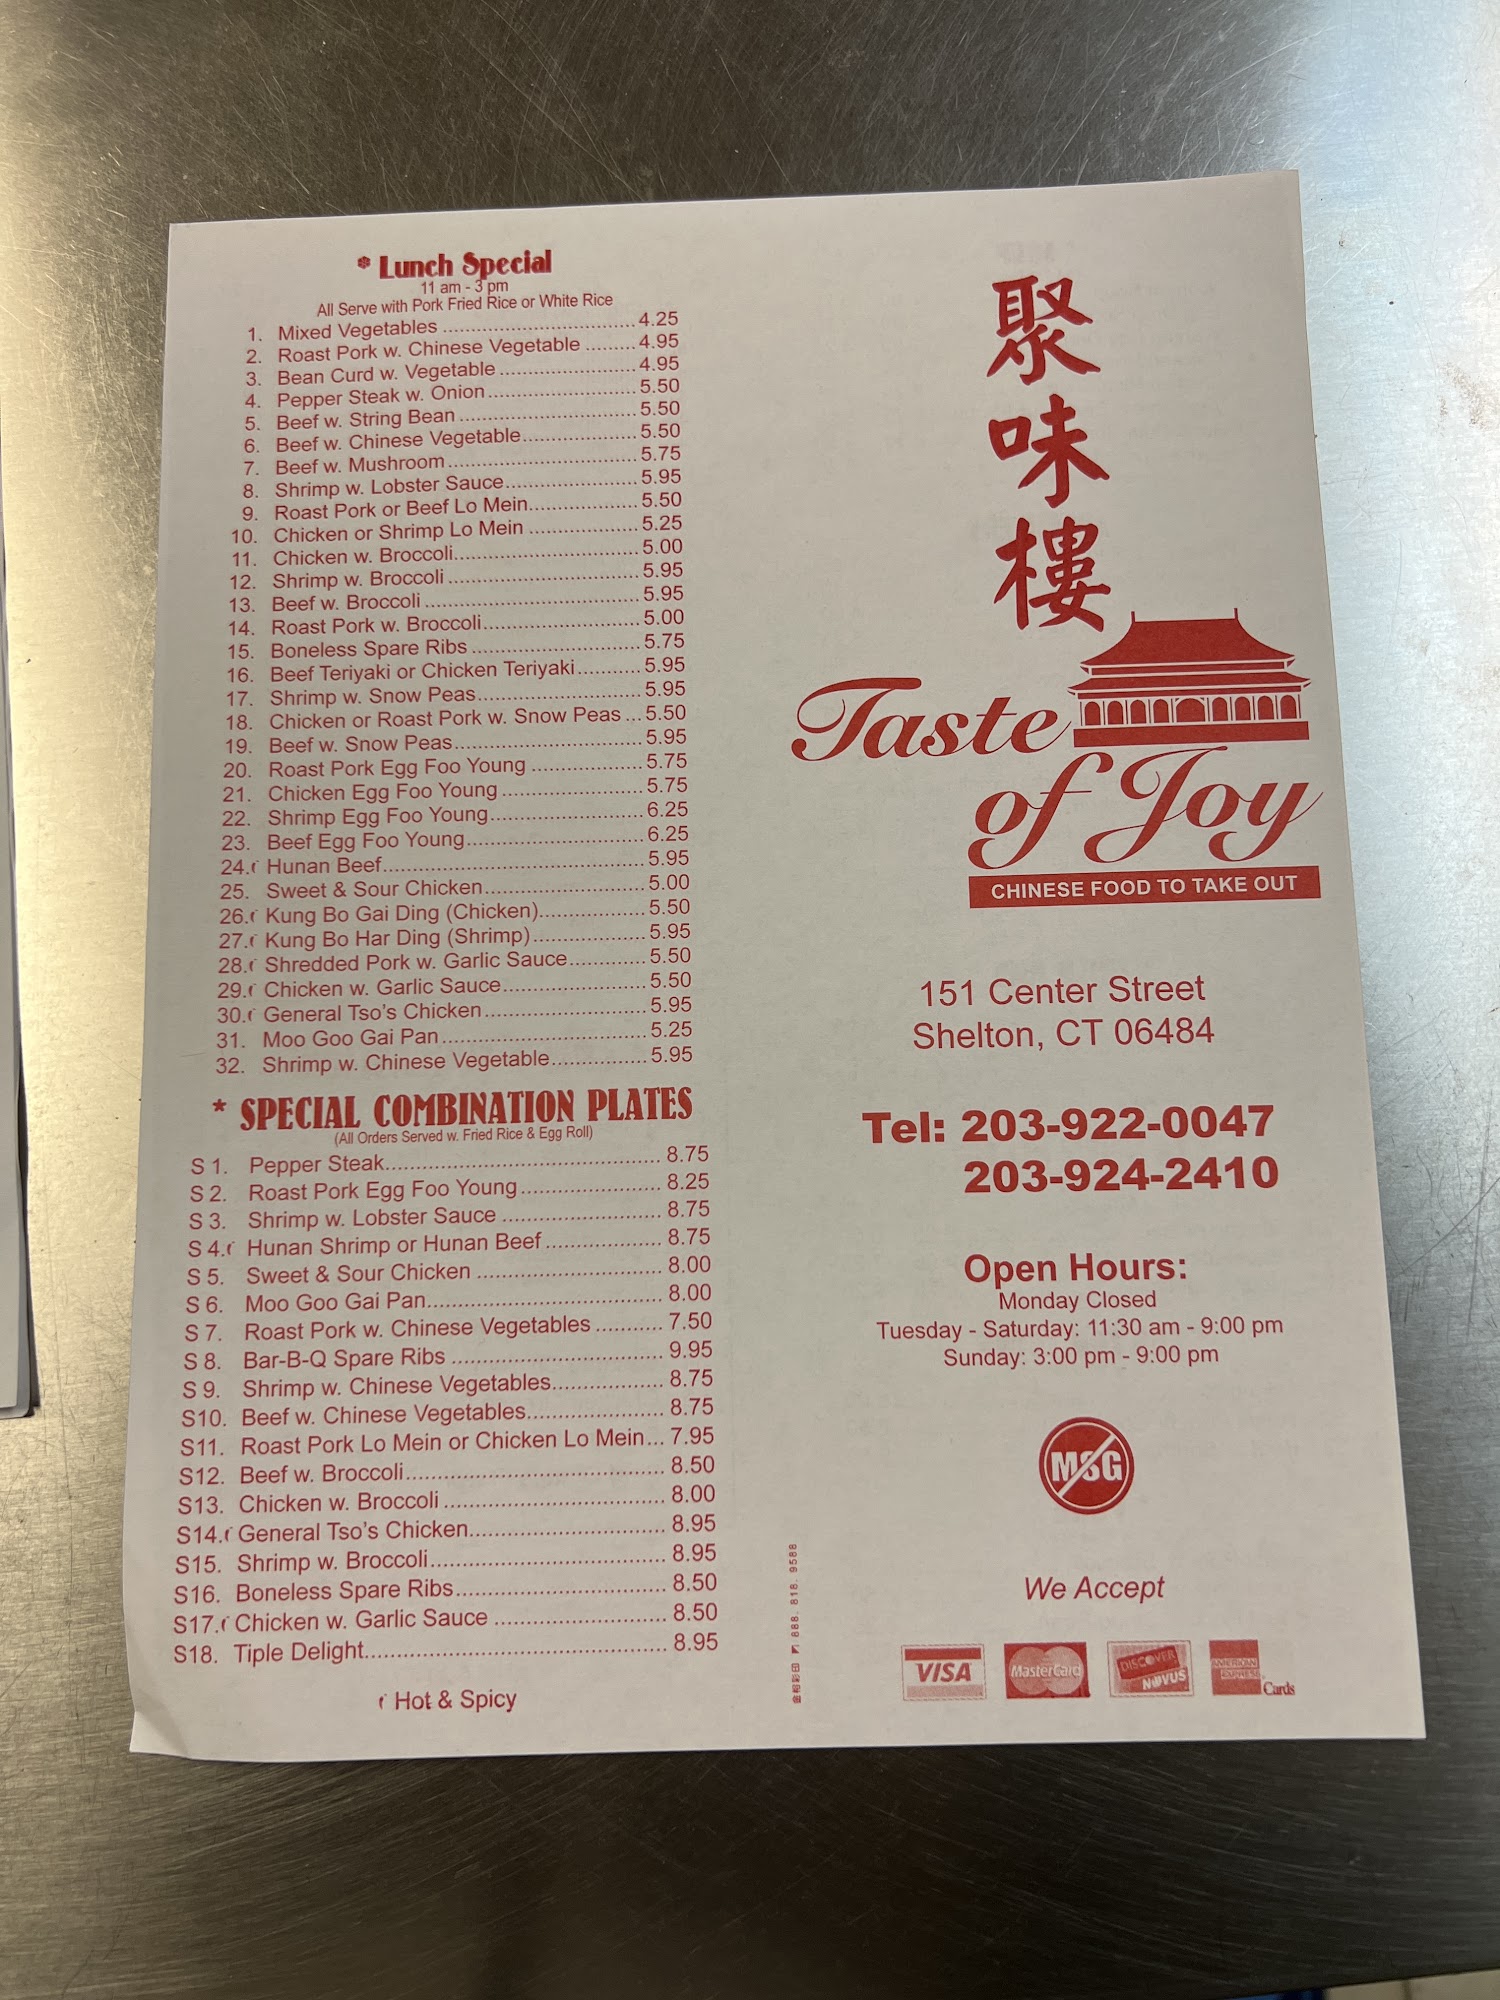 * Lunch Special
11 am - 3 pm
All Serve with Pork Fried Rice or White Rice
1. Mixed Vegetables ................................... 4.25
2. Roast Pork w. Chinese Vegetable ......... 4.95
3. Bean Curd w. Vegetable ......................... 4.95
4. Pepper Steak w. Onion........................... 5.50
5. Beef w. String Bean ................................ 5.50
6. Beef w. Chinese Vegetable..................... 5.50
7. Beef w. Mushroom................................... 5.75
8. Shrimp w. Lobster Sauce........................ 5.95
9. Roast Pork or Beef Lo Mein.................... 5.50
10. Chicken or Shrimp Lo Mein .................... 5.25
11. Chicken w. Broccoli.................................. 5.00
12. Shrimp w. Broccoli ................................... 5.95
13. Beef w. Broccoli ....................................... 5.95
14. Roast Pork w. Broccoli............................. 5.00
15. Boneless Spare Ribs ............................... 5.75
16. Beef Teriyaki or Chicken Teriyaki........... 5.95
17. Shrimp w. Snow Peas.............................. 5.95
18. Chicken or Roast Pork w. Snow Peas ... 5.50
19. Beef w. Snow Peas.................................. 5.95
20. Roast Pork Egg Foo Young .................... 5.75
21. Chicken Egg Foo Young ......................... 5.75
22. Shrimp Egg Foo Young........................... 6.25
23. Beef Egg Foo Young............................... 6.25
24. Hunan Beef.............................................. 5.95
25. Sweet & Sour Chicken............................ 5.00
26. Kung Bo Gai Ding (Chicken)................... 5.50
27. Kung Bo Har Ding (Shrimp).................... 5.95
28. Shredded Pork w. Garlic Sauce.............. 5.50
29. Chicken w. Garlic Sauce......................... 5.50
30. General Tso's Chicken............................ 5.95
31. Moo Goo Gai Pan.................................... 5.25
32. Shrimp w. Chinese Vegetable................. 5.95
* SPECIAL COMBINATION PLATES
(All Orders Served w. Fried Rice & Egg Roll)
S 1. Pepper Steak............................................ 8.75
S 2. Roast Pork Egg Foo Young...................... 8.25
S 3. Shrimp w. Lobster Sauce ......................... 8.75
S 4. Hunan Shrimp or Hunan Beef.................. 8.75
S 5. Sweet & Sour Chicken ............................. 8.00
S 6. Moo Goo Gai Pan..................................... 8.00
S 7. Roast Pork w. Chinese Vegetables .......... 7.50
S 8. Bar-B-Q Spare Ribs ................................. 9.95
S 9. Shrimp w. Chinese Vegetables................. 8.75
S10. Beef w. Chinese Vegetables..................... 8.75
S11. Roast Pork Lo Mein or Chicken Lo Mein... 7.95
S12. Beef w. Broccoli........................................ 8.50
S13. Chicken w. Broccoli .................................. 8.00
S14. General Tso's Chicken.............................. 8.95
S15. Shrimp w. Broccoli.................................... 8.95
S16. Boneless Spare Ribs................................ 8.50
S17. Chicken w. Garlic Sauce .......................... 8.50
S18. Tiple Delight.............................................. 8.95
Hot & Spicy
聚味樓
Taste
of Joy
CHINESE FOOD TO TAKE OUT
151 Center Street
Shelton, CT 06484
Tel: 203-922-0047
203-924-2410
Open Hours:
Monday Closed
Tuesday - Saturday: 11:30 am - 9:00 pm
Sunday: 3:00 pm - 9:00 pm
MSG
We Accept
VISA
MasterCard
DISCOVER
NOVUS
AMERICAN
EXPRESS
Cards
888. 818. 9588